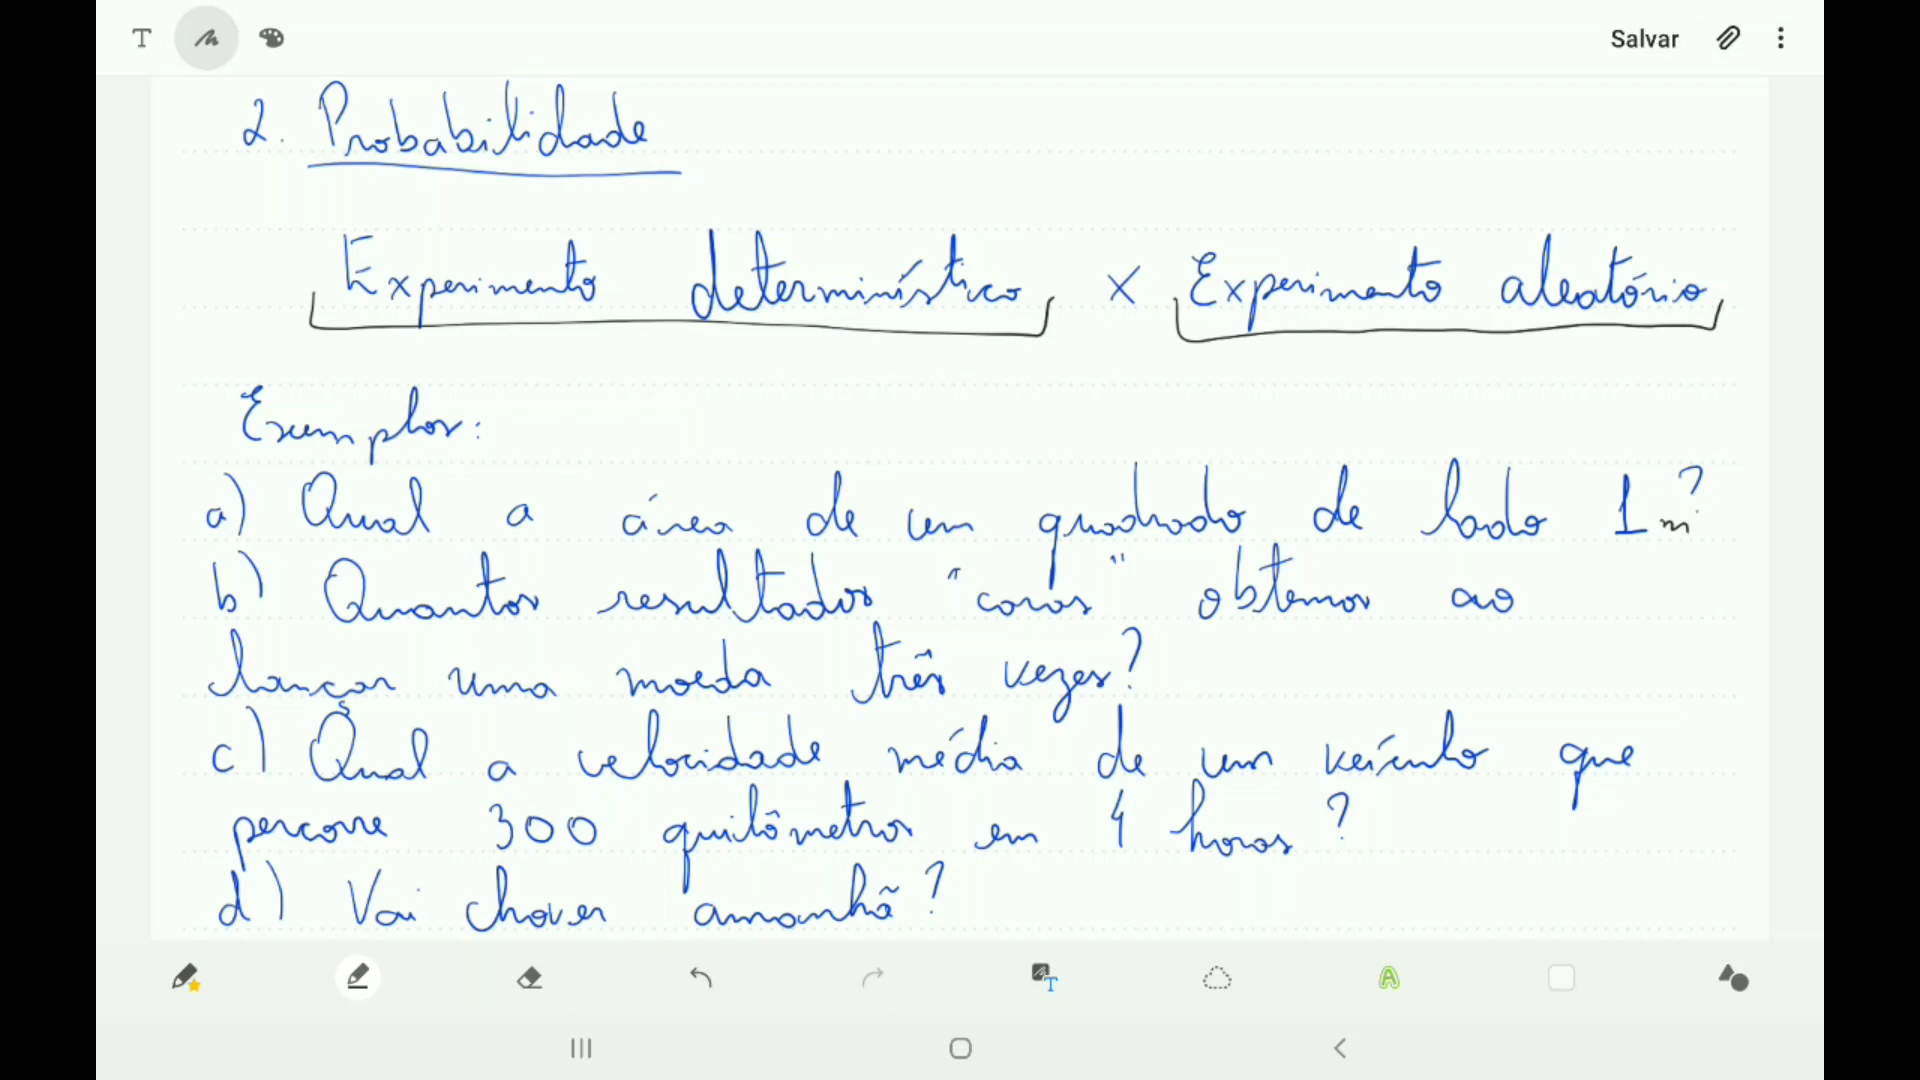 T Salvar
2. Probabilidade
Experimento determinístico x Experimento aleatório
Exemplos:
a) Qual a área de um quadrado de lado 1m?
b) Quantos resultados "coroa" obtemos ao
lançar uma moeda três vezes?
c) Qual a velocidade média de um veículo que
percorre 300 quilômetros em 4 horas?
d) Vai chover amanhã?